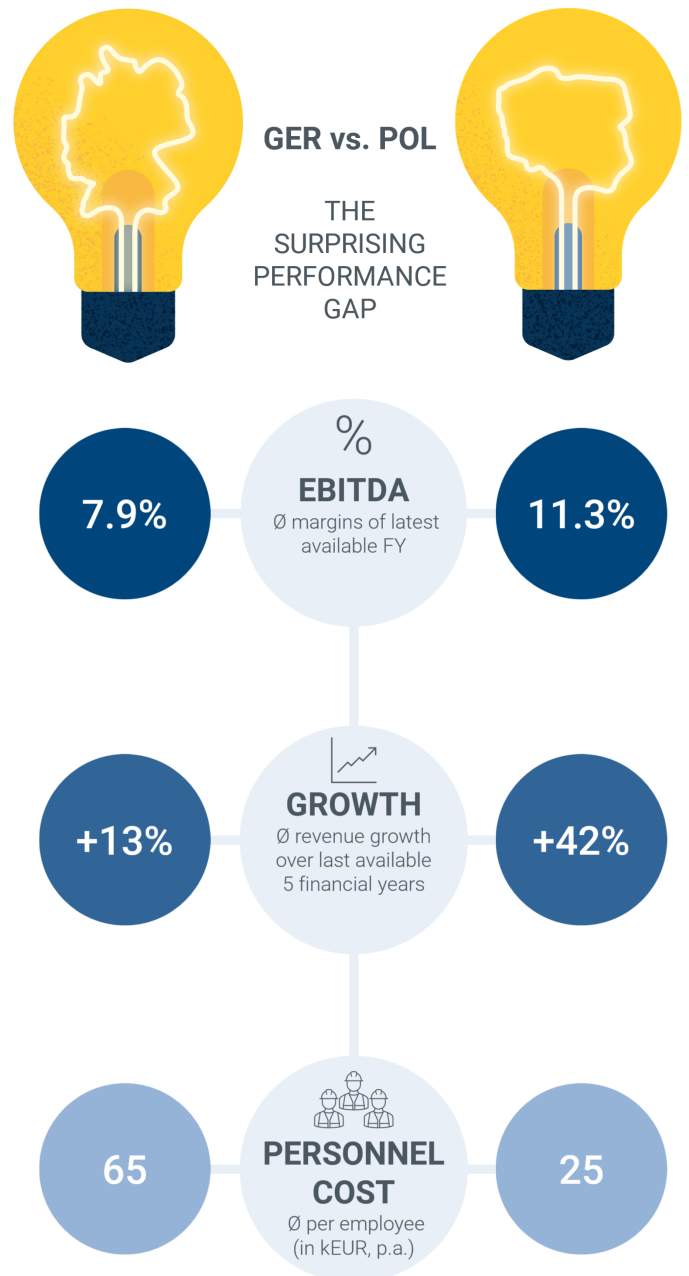 GER vs. POL
THE
SURPRISING
PERFORMANCE
GAP
%
7.9%
EBITDA
Ø margins of latest
available FY
11.3%
+13%
GROWTH
Ø revenue growth
over last available
5 financial years
+42%
65
PERSONNEL
COST
Ø per employee
(in kEUR, p.a.)
25